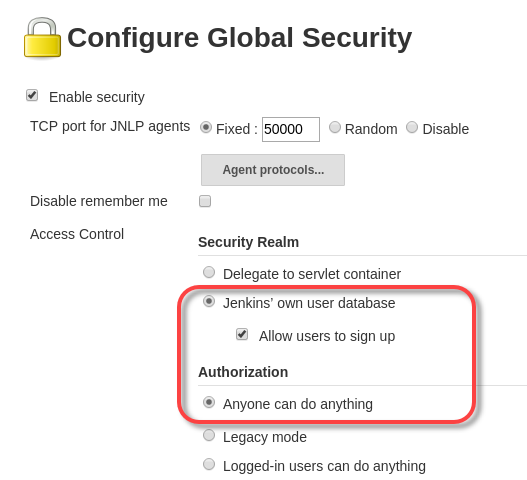 Configure Global Security
Enable security
TCP port for JNLP agents Fixed : 50000 Random Disable
Agent protocols...
Disable remember me
Access Control
Security Realm
Delegate to servlet container
Jenkins’ own user database
Allow users to sign up
Authorization
Anyone can do anything
Legacy mode
Logged-in users can do anything